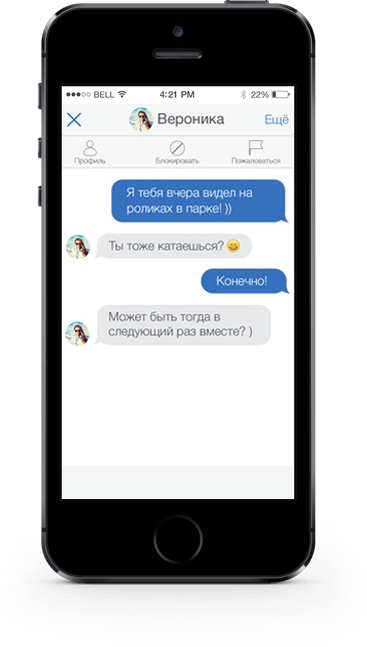 BELL 4:21 PM 22%
Вероника Ещё
Профиль Блокировать Пожаловаться
Я тебя вчера видел на
роликах в парке! ))
Ты тоже катаешься?😄
Конечно!
Может быть тогда в
следующий раз вместе? )